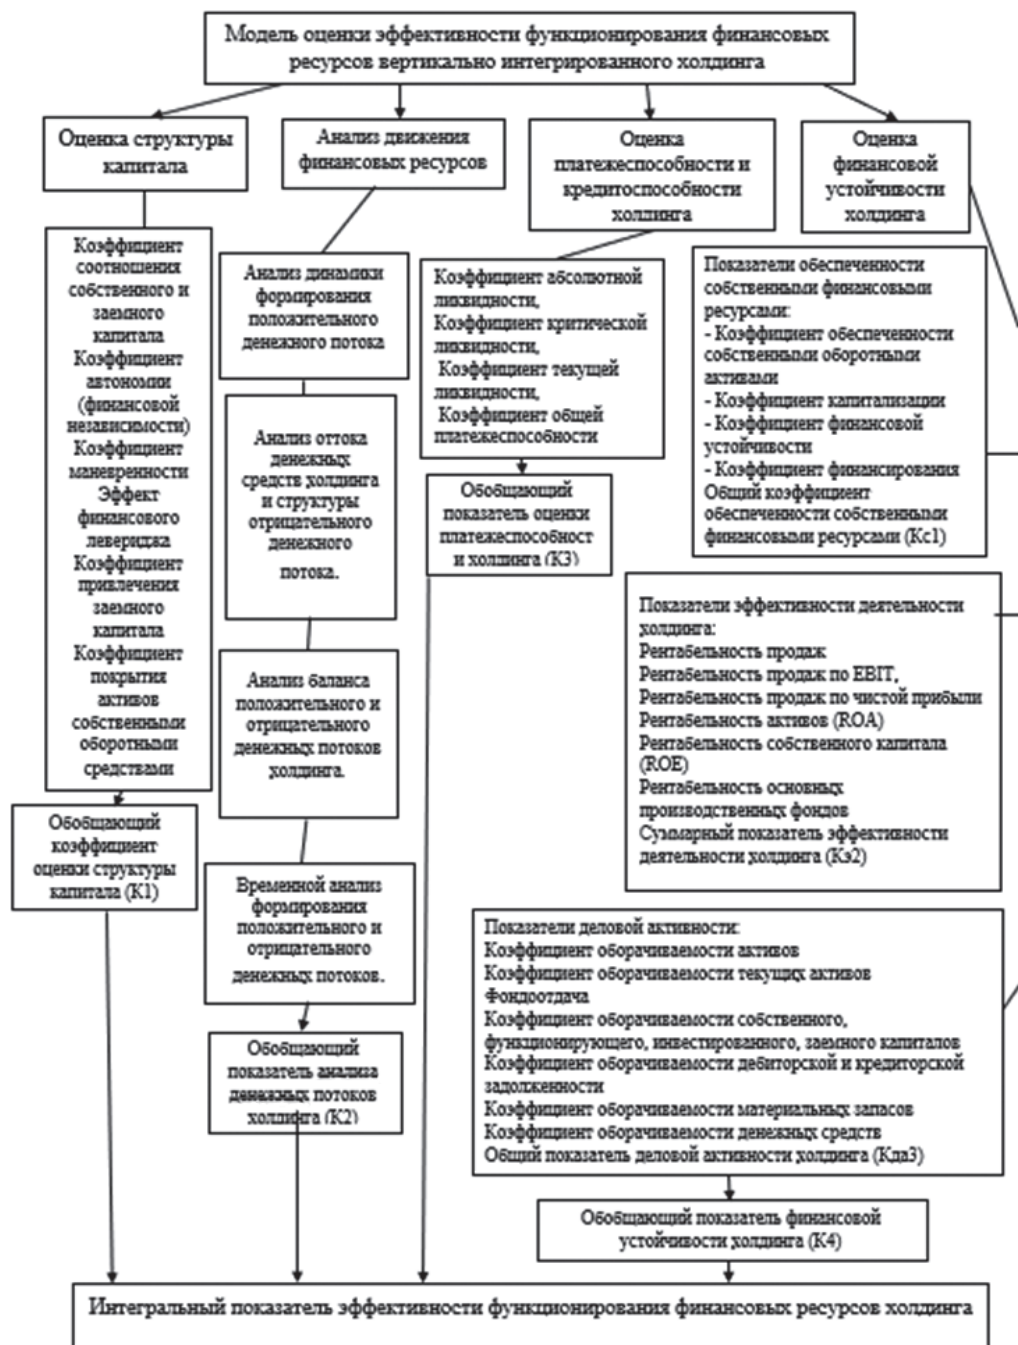 Модель оценки эффективности функционирования финансовых
ресурсов вертикально интегрированного холдинга
Оценка структуры
капитала
Анализ движения
финансовых ресурсов
Оценка
платежеспособности и
кредитоспособности
холдинга
Оценка
финансовой
устойчивости
холдинга
Коэффициент
соотношения
собственного и
заемного
капитала
Коэффициент
автономии
(финансовой
независимости)
Коэффициент
маневренности
Эффект
финансового
левериджа
Коэффициент
привлечения
заемного
капитала
Коэффициент
покрытия
активов
собственными
оборотными
средствами
Обобщающий
коэффициент
оценки структуры
капитала (К1)
Анализ динамики
формирования
положительного
денежного потока
Анализ оттока
денежных
средств холдинга
и структуры
отрицательного
денежного
потока.
Анализ баланса
положительного и
отрицательного
денежных потоков
холдинга.
Временной анализ
формирования
положительного и
отрицательного
денежных потоков.
Обобщающий
показатель анализа
денежных потоков
холдинга (К2)
Коэффициент абсолютной
ликвидности,
Коэффициент критической
ликвидности,
Коэффициент текущей
ликвидности,
Коэффициент общей
платежеспособности
Обобщающий
показатель оценки
платежеспособност
и холдинга (К3)
Показатели обеспеченности
собственными финансовыми
ресурсами:
- Коэффициент обеспеченности
собственными оборотными
активами
- Коэффициент капитализации
- Коэффициент финансовой
устойчивости
- Коэффициент финансирования
Общий коэффициент
обеспеченности собственными
финансовыми ресурсами (Кс1)
Показатели эффективности деятельности
холдинга:
Рентабельность продаж
Рентабельность продаж по EBIT,
Рентабельность продаж по чистой прибыли
Рентабельность активов (ROA)
Рентабельность собственного капитала
(ROE)
Рентабельность основных
производственных фондов
Суммарный показатель эффективности
деятельности холдинга (Кэ2)
Показатели деловой активности:
Коэффициент оборачиваемости активов
Коэффициент оборачиваемости текущих активов
Фондоотдача
Коэффициент оборачиваемости собственного,
функционирующего, инвестированного, заемного капиталов
Коэффициент оборачиваемости дебиторской и кредиторской
задолженности
Коэффициент оборачиваемости материальных запасов
Коэффициент оборачиваемости денежных средств
Общий показатель деловой активности холдинга (Кда3)
Обобщающий показатель финансовой
устойчивости холдинга (К4)
Интегральный показатель эффективности функционирования финансовых ресурсов холдинга